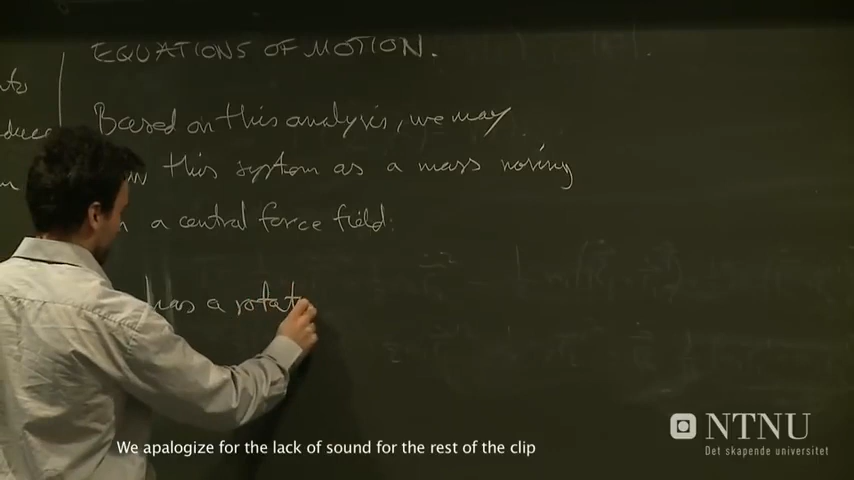 EQUATIONS OF MOTION.
Based on this analysis, we may
this system as a mass moving
a central force field:
has a rotat
We apalogize for the lack of sound for the rest of the clip
NTNU
Det skapende universitet